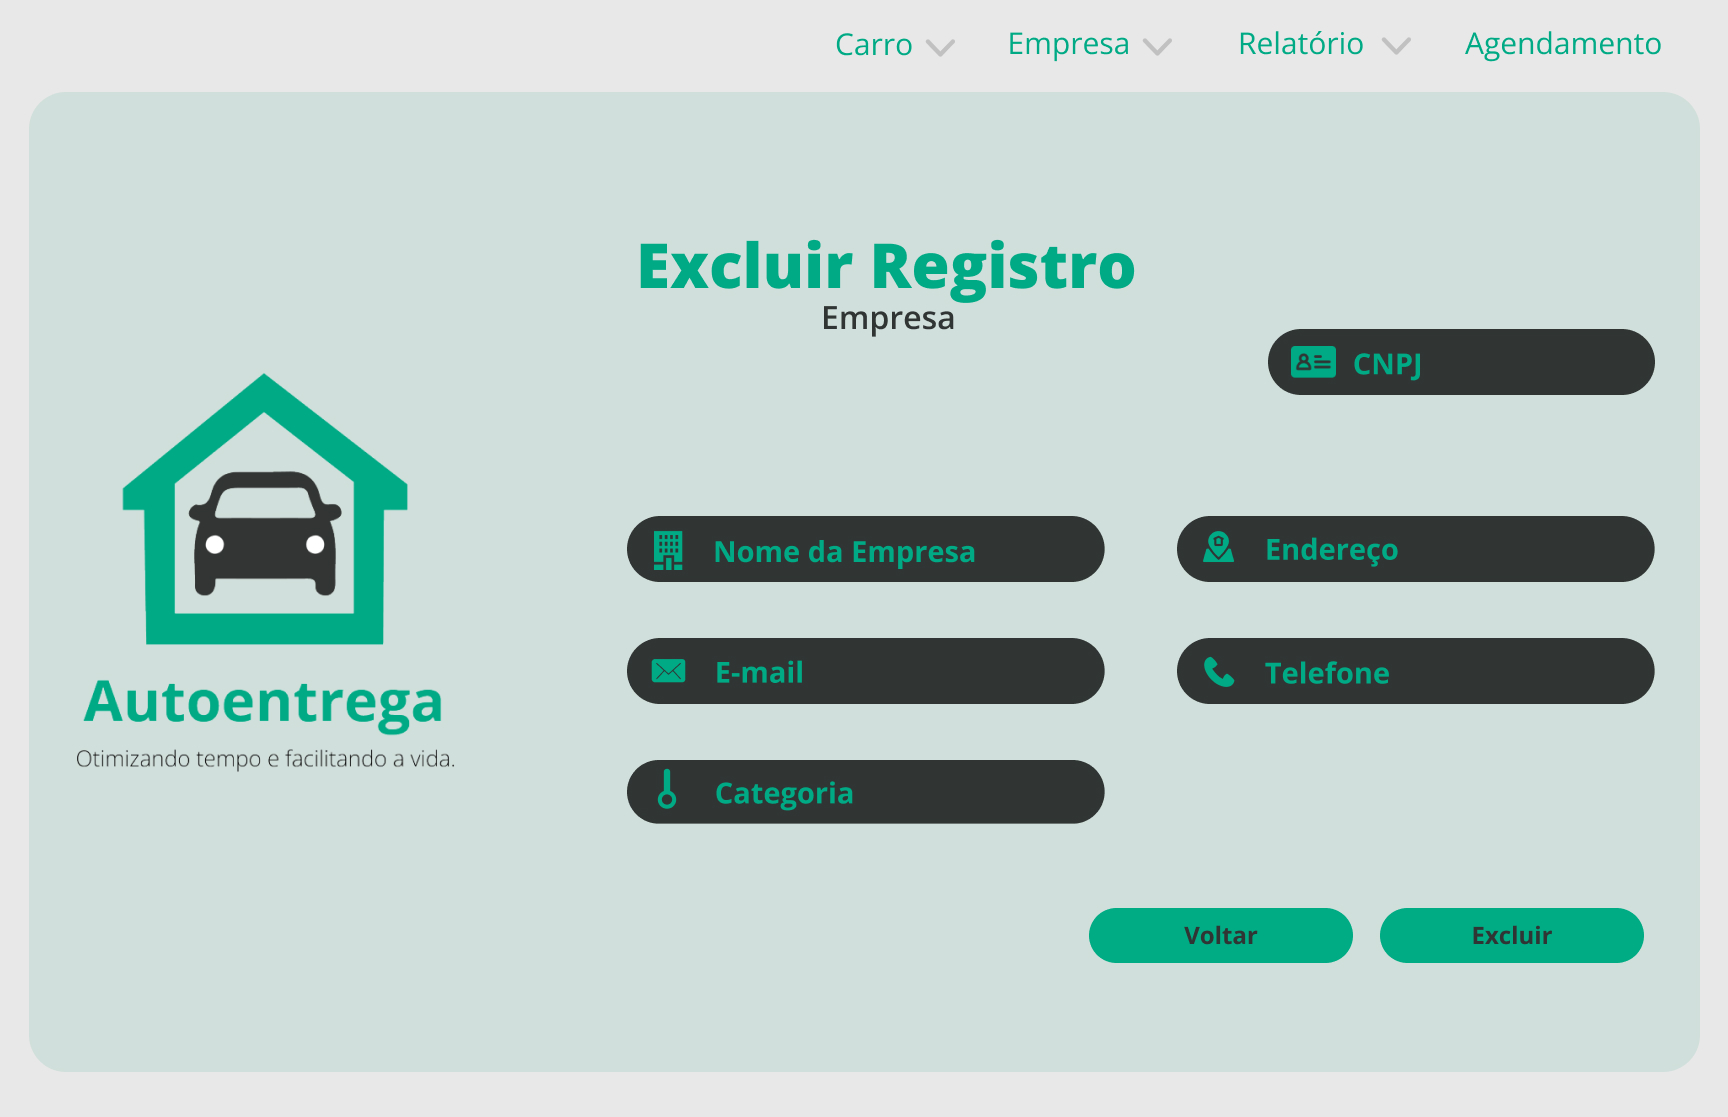 Carro
Empresa
Relatório
Agendamento
Excluir Registro
Empresa
CNPJ
Nome da Empresa
Endereço
E-mail
Telefone
Categoria
Autoentrega
Otimizando tempo e facilitando a vida.
Voltar
Excluir